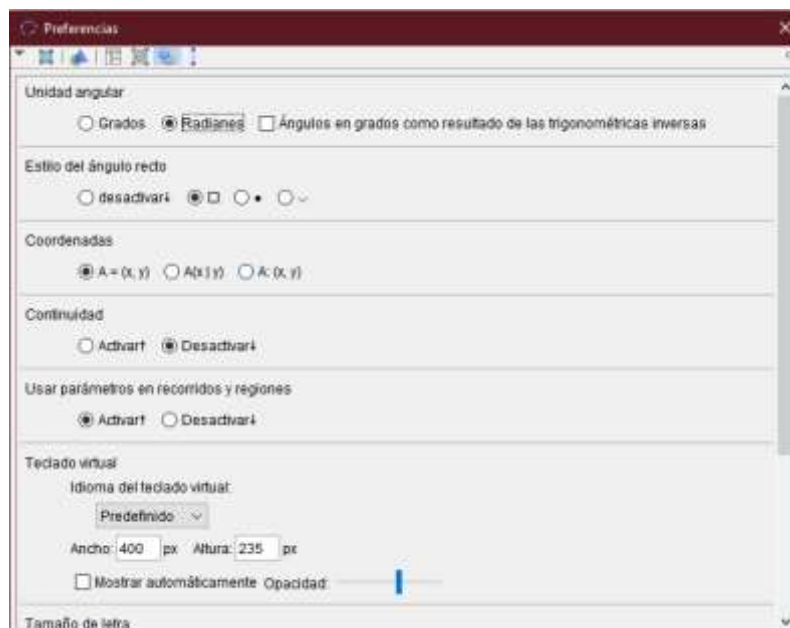 Preferencias
Unidad angular
Grados Radianes Ángulos en grados como resultado de las trigonométricas inversas
Estilo del ángulo recto
desactivar↓
Coordenadas
A = (x, y) A(x | y) A: (x, y)
Continuidad
Activar↑ Desactivar↓
Usar parámetros en recorridos y regiones
Activar↑ Desactivar↓
Teclado virtual
Idioma del teclado virtual:
Predefinido
Ancho: 400 px Altura: 235 px
Mostrar automáticamente Opacidad:
Tamaño de letra